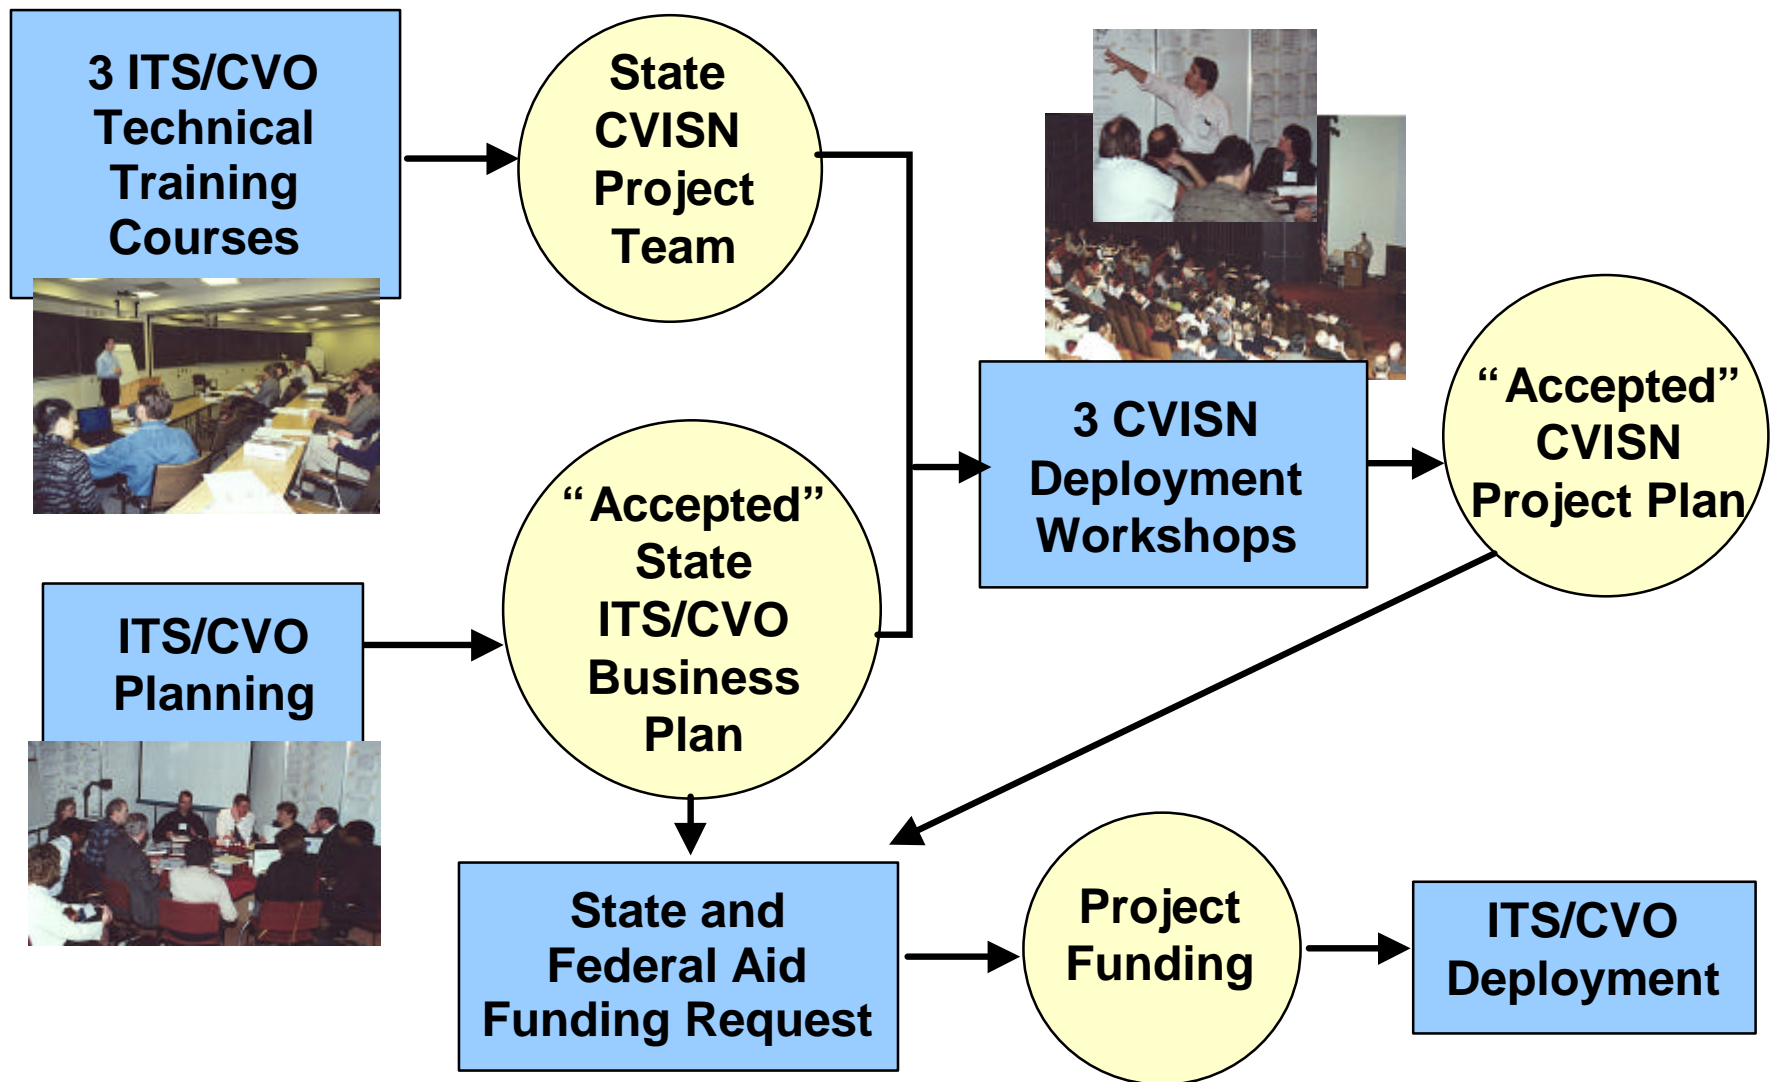 3 ITS/CVO
Technical
Training
Courses
State
CVISN
Project
Team
3 CVISN
Deployment
Workshops
“Accepted”
CVISN
Project Plan
ITS/CVO
Planning
“Accepted”
State
ITS/CVO
Business
Plan
State and
Federal Aid
Funding Request
Project
Funding
ITS/CVO
Deployment